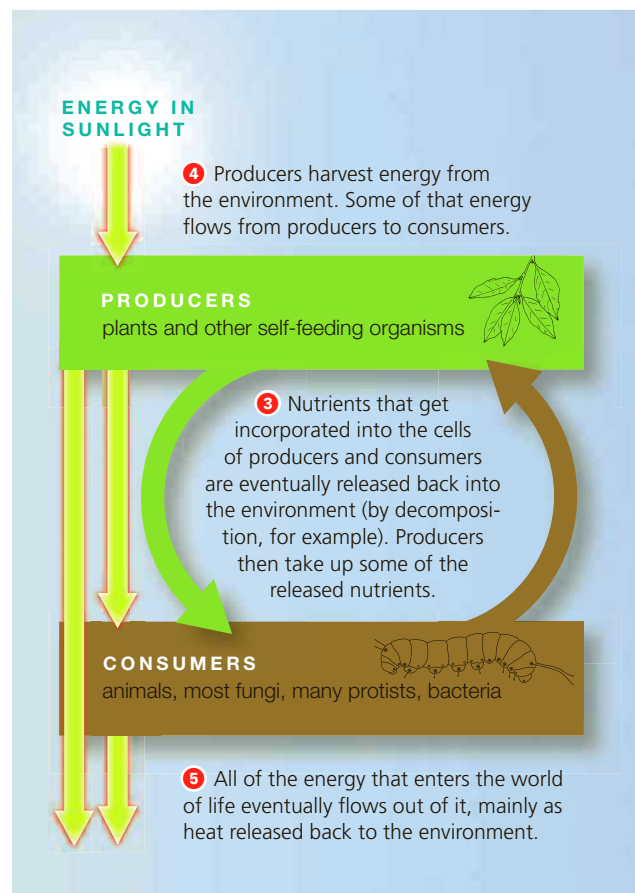 ENERGY IN
SUNLIGHT
4 Producers harvest energy from
the environment. Some of that energy
flows from producers to consumers.
PRODUCERS
plants and other self-feeding organisms
3 Nutrients that get
incorporated into the cells
of producers and consumers
are eventually released back into
the environment (by decomposi-
tion, for example). Producers
then take up some of the
released nutrients.
CONSUMERS
animals, most fungi, many protists, bacteria
5 All of the energy that enters the world
of life eventually flows out of it, mainly as
heat released back to the environment.